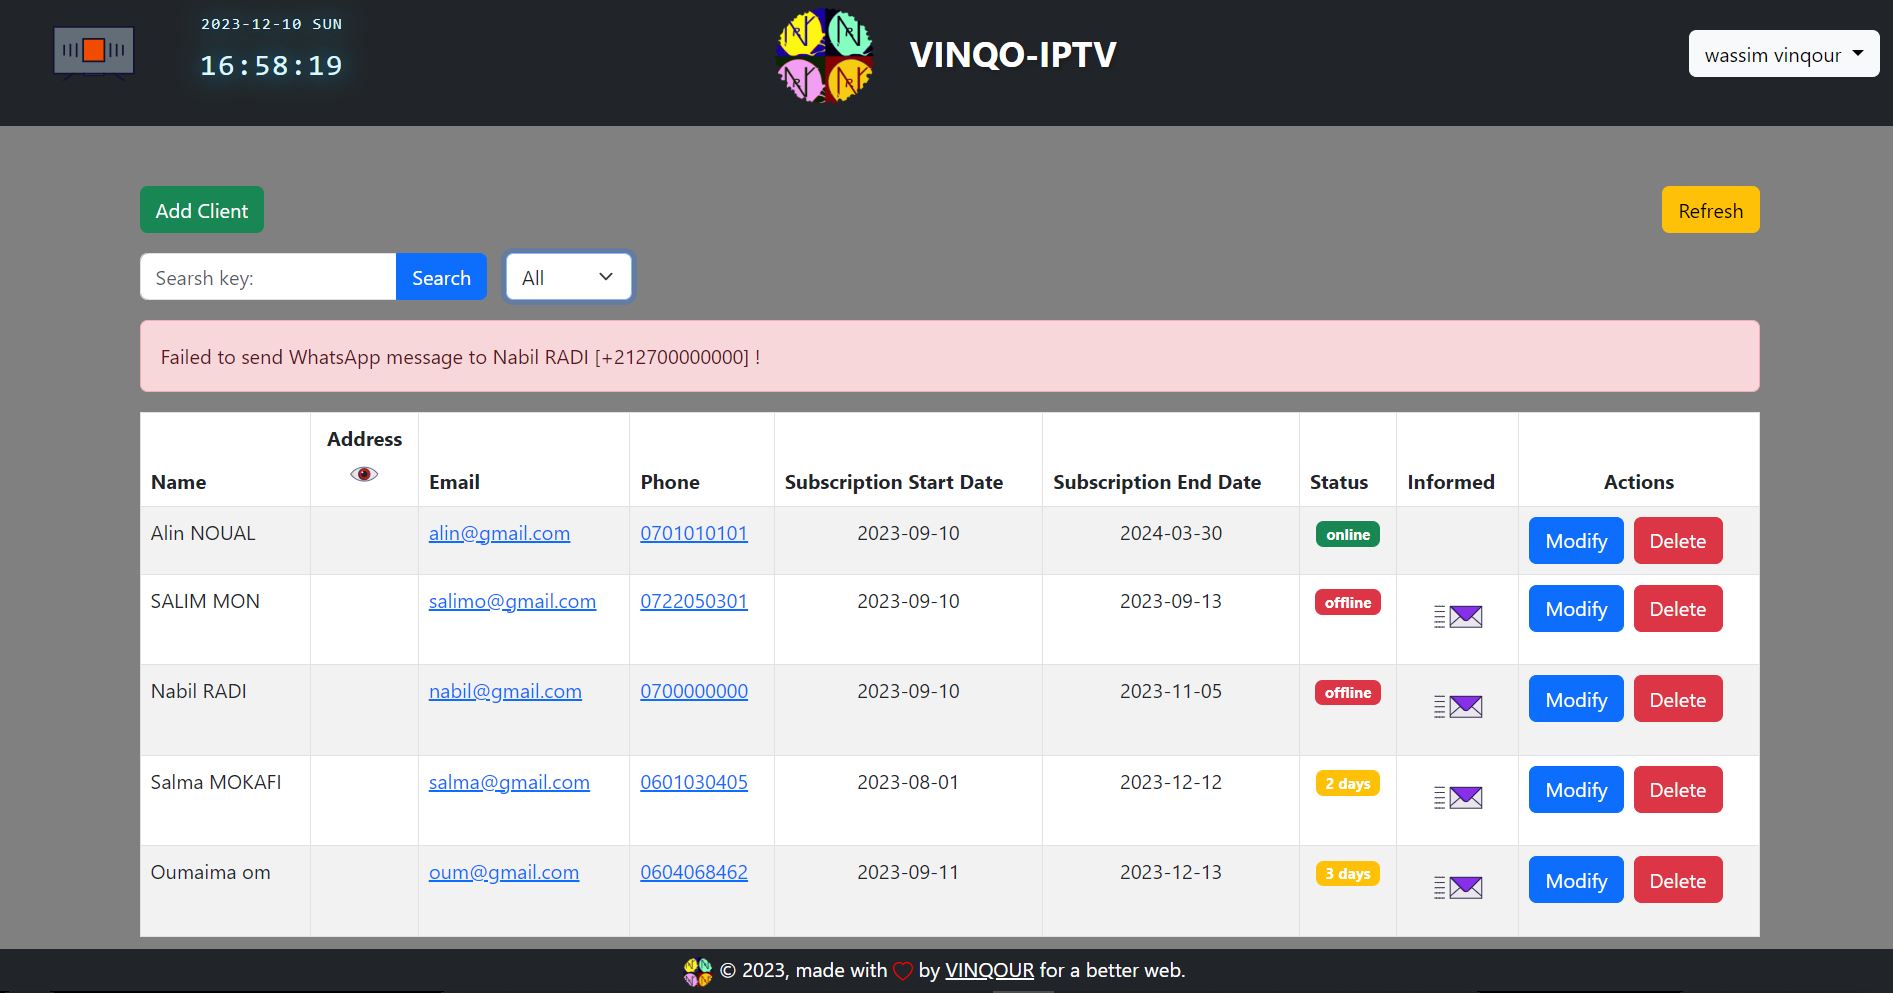 2023-12-10 SUN
16:58:19
VINQO-IPTV
wassim vinqour
Add Client
Refresh
Searsh key:
Search
All
Failed to send WhatsApp message to Nabil RADI [+212700000000] !
Name Address Email Phone Subscription Start Date Subscription End Date Status Informed Actions
Alin NOUAL alin@gmail.com 0701010101 2023-09-10 2024-03-30 online Modify Delete
SALIM MON salimo@gmail.com 0722050301 2023-09-10 2023-09-13 offline Modify Delete
Nabil RADI nabil@gmail.com 0700000000 2023-09-10 2023-11-05 offline Modify Delete
Salma MOKAFI salma@gmail.com 0601030405 2023-08-01 2023-12-12 2 days Modify Delete
Oumaima om oum@gmail.com 0604068462 2023-09-11 2023-12-13 3 days Modify Delete
© 2023, made with by VINQOUR for a better web.